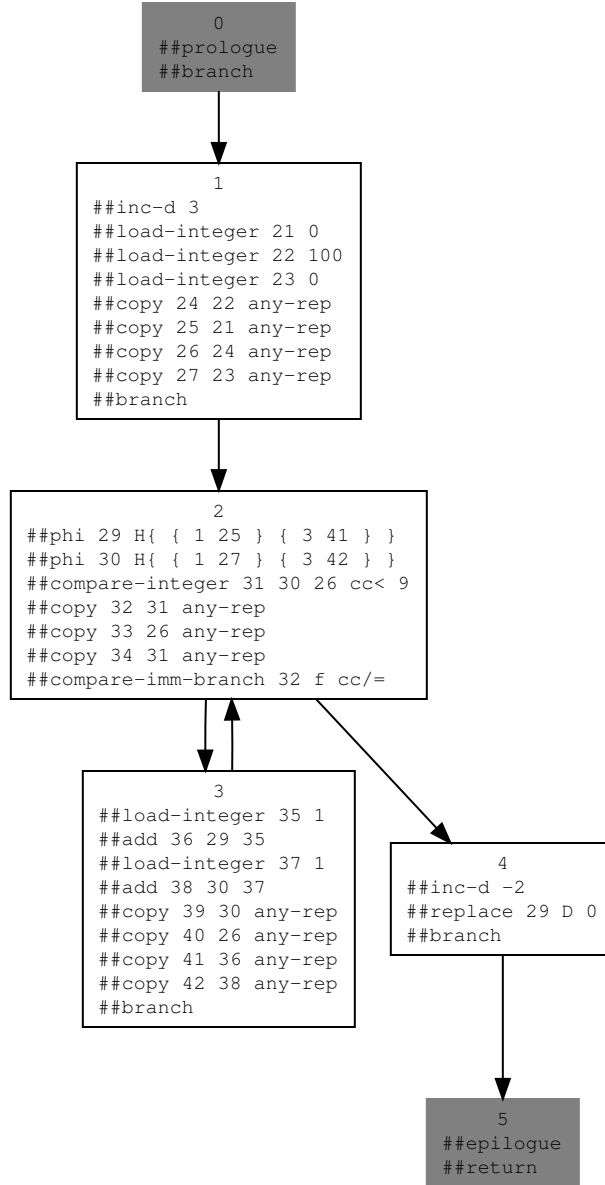 0
##prologue
##branch
1
##inc-d 3
##load-integer 21 0
##load-integer 22 100
##load-integer 23 0
##copy 24 22 any-rep
##copy 25 21 any-rep
##copy 26 24 any-rep
##copy 27 23 any-rep
##branch
2
##phi 29 H{ { 1 25 } { 3 41 } }
##phi 30 H{ { 1 27 } { 3 42 } }
##compare-integer 31 30 26 cc< 9
##copy 32 31 any-rep
##copy 33 26 any-rep
##copy 34 31 any-rep
##compare-imm-branch 32 f cc/=
3
##load-integer 35 1
##add 36 29 35
##load-integer 37 1
##add 38 30 37
##copy 39 30 any-rep
##copy 40 26 any-rep
##copy 41 36 any-rep
##copy 42 38 any-rep
##branch
4
##inc-d -2
##replace 29 D 0
##branch
5
##epilogue
##return